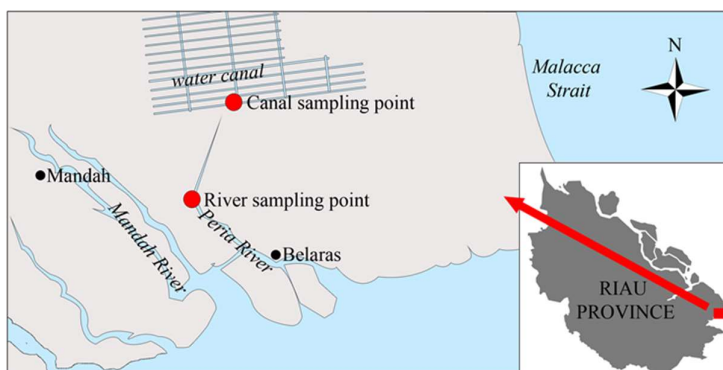 N
Malacca
Strait
water canal
Canal sampling point
Mandah
River sampling point
Mandah River
Peria River
Belaras
RIAU
PROVINCE